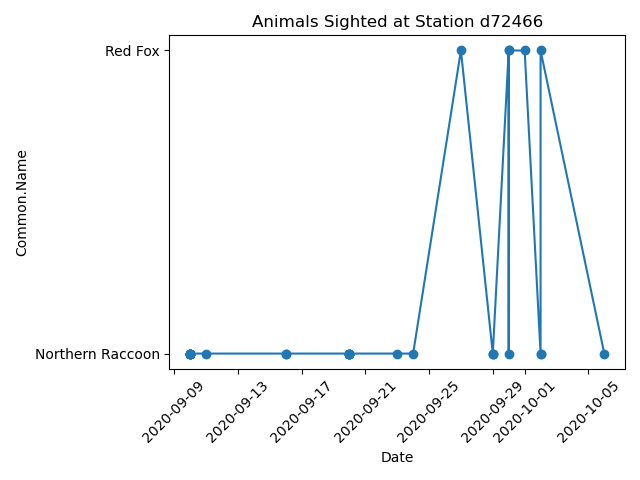 Animals Sighted at Station d72466
Red Fox
Common.Name
Northern Raccoon
2020-09-09
2020-09-13
2020-09-17
2020-09-21
2020-09-25
2020-09-29
2020-10-01
2020-10-05
Date